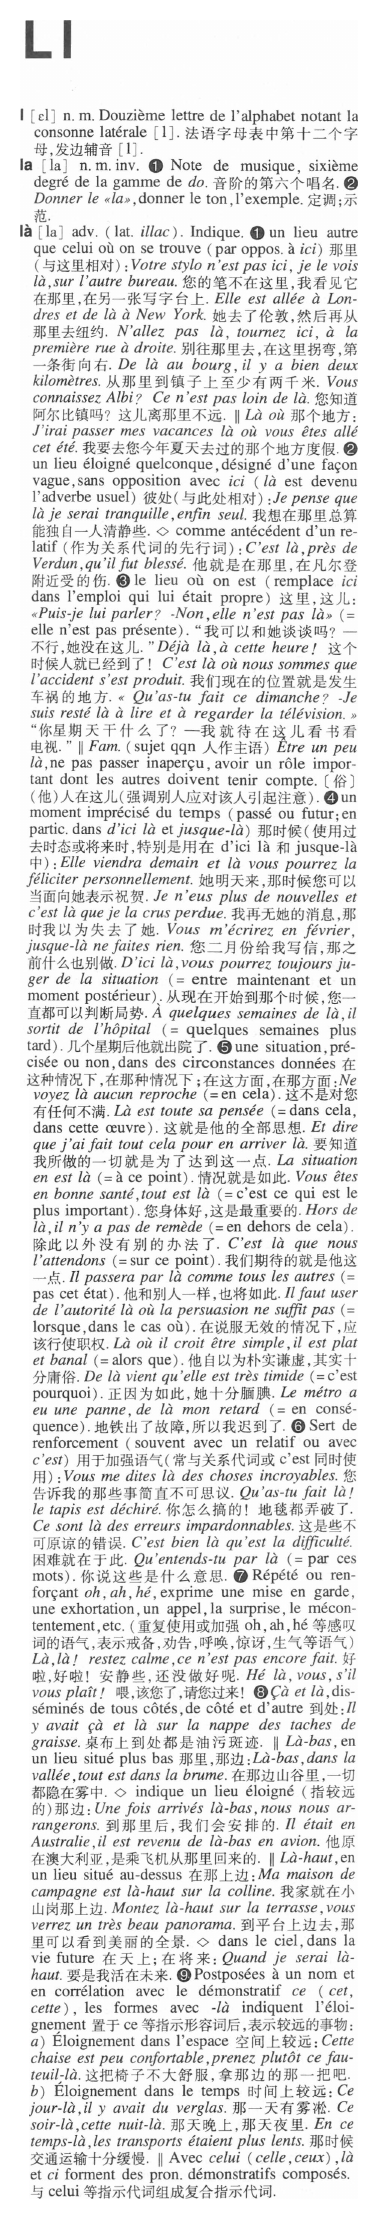 Ll
l [ɛl] n. m. Douzième lettre de l'alphabet notant la
consonne latérale [l]. 法语字母表中第十二个字
母,发边辅音 [l].
la [la] n. m. inv. ❶ Note de musique, sixième
degré de la gamme de do. 音阶的第六个唱名. ❷
Donner le «la», donner le ton, l'exemple. 定调;示
范.
là [la] adv. (lat. illac). Indique. ❶ un lieu autre
que celui où on se trouve (par oppos. à ici) 那里
(与这里相对):Votre stylo n'est pas ici, je le vois
là, sur l'autre bureau. 您的笔不在这里,我看见它
在那里,在另一张写字台上. Elle est allée à Lon-
dres et de là à New York. 她去了伦敦,然后再从
那里去纽约. N'allez pas là, tournez ici, à la
première rue à droite. 别往那里去,在这里拐弯,第
一条街向右. De là au bourg, il y a bien deux
kilomètres. 从那里到镇子上至少有两千米. Vous
connaissez Albi? Ce n'est pas loin de là. 您知道
阿尔比镇吗? 这儿离那里不远. ‖ Là où 那个地方:
J'irai passer mes vacances là où vous êtes allé
cet été. 我要去您今年夏天去过的那个地方度假. ❷
un lieu éloigné quelconque, désigné d'une façon
vague, sans opposition avec ici (là est devenu
l'adverbe usuel) 彼处(与此处相对):Je pense que
là je serai tranquille, enfin seul. 我想在那里总算
能独自一人清静些. ◇ comme antécédent d'un re-
latif (作为关系代词的先行词):C'est là, près de
Verdun, qu'il fut blessé. 他就是在那里,在凡尔登
附近受的伤. ❸ le lieu où on est (remplace ici
dans l'emploi qui lui était propre) 这里,这儿:
«Puis-je lui parler? -Non, elle n'est pas là» (=
elle n'est pas présente). “我可以和她谈谈吗? —
不行,她没在这儿.” Déjà là, à cette heure! 这个
时候人就已经到了! C'est là où nous sommes que
l'accident s'est produit. 我们现在的位置就是发生
车祸的地方. « Qu'as-tu fait ce dimanche? -Je
suis resté là à lire et à regarder la télévision. »
“你星期天干什么了? —我就待在这儿看书看
电视.” ‖ Fam. (sujet qqn 人作主语) Être un peu
là, ne pas passer inaperçu, avoir un rôle impor-
tant dont les autres doivent tenir compte. [俗]
(他)人在这儿(强调别人应对该人引起注意). ❹ un
moment imprécisé du temps (passé ou futur; en
partic. dans d'ici là et jusque-là) 那时候(使用过
去时态或将来时,特别是用在 d'ici là 和 jusque-là
中):Elle viendra demain et là vous pourrez la
féliciter personnellement. 她明天来,那时候您可以
当面向她表示祝贺. Je n'eus plus de nouvelles et
c'est là que je la crus perdue. 我再无她的消息,那
时我以为失去了她. Vous m'écrirez en février,
jusque-là ne faites rien. 您二月份给我写信,那之
前什么也别做. D'ici là, vous pourrez toujours ju-
ger de la situation (= entre maintenant et un
moment postérieur). 从现在开始到那个时候,您一
直都可以判断局势. À quelques semaines de là, il
sortit de l'hôpital (= quelques semaines plus
tard). 几个星期后他就出院了. ❺ une situation, pré-
cisée ou non, dans des circonstances données 在
这种情况下,在那种情况下;在这方面,在那方面:Ne
voyez là aucun reproche (= en cela). 这不是对您
有任何不满. Là est toute sa pensée (= dans cela,
dans cette œuvre). 这就是他的全部思想. Et dire
que j'ai fait tout cela pour en arriver là. 要知道
我所做的一切就是为了达到这一点. La situation
en est là (= à ce point). 情况就是如此. Vous êtes
en bonne santé, tout est là (= c'est ce qui est le
plus important). 您身体好,这是最重要的. Hors de
là, il n'y a pas de remède (= en dehors de cela).
除此以外没有别的办法了. C'est là que nous
l'attendons (= sur ce point). 我们期待的就是他这
一点. Il passera par là comme tous les autres (=
pas cet état). 他和别人一样,也将如此. Il faut user
de l'autorité là où la persuasion ne suffit pas (=
lorsque, dans le cas où). 在说服无效的情况下,应
该行使职权. Là où il croit être simple, il est plat
et banal (= alors que). 他自以为朴实谦虚,其实十
分庸俗. De là vient qu'elle est très timide (= c'est
pourquoi). 正因为如此,她十分腼腆. Le métro a
eu une panne, de là mon retard (= en consé-
quence). 地铁出了故障,所以我迟到了. ❻ Sert de
renforcement (souvent avec un relatif ou avec
c'est) 用于加强语气(常与关系代词或 c'est 同时使
用):Vous me dites là des choses incroyables. 您
告诉我的那些事简直不可思议. Qu'as-tu fait là!
le tapis est déchiré. 你怎么搞的! 地毯都弄破了.
Ce sont là des erreurs impardonnables. 这是些不
可原谅的错误. C'est bien là qu'est la difficulté.
困难就在于此. Qu'entends-tu par là (= par ces
mots). 你说这些是什么意思. ❼ Répété ou ren-
forçant oh, ah, hé, exprime une mise en garde,
une exhortation, un appel, la surprise, le mécon-
tentement, etc. (重复使用或加强 oh, ah, hé 等感叹
词的语气,表示戒备,劝告,呼唤,惊讶,生气等语气)
Là, là! restez calme, ce n'est pas encore fait. 好
啦,好啦! 安静些,还没做好呢. Hé là, vous, s'il
vous plaît! 喂,该您了,请您过来! ❽ Çà et là, dis-
séminés de tous côtés, de côté et d'autre 到处:Il
y avait çà et là sur la nappe des taches de
graisse. 桌布上到处都是油污斑迹. ‖ Là-bas, en
un lieu situé plus bas 那里,那边:Là-bas, dans la
vallée, tout est dans la brume. 在那边山谷里,一切
都隐在雾中. ◇ indique un lieu éloigné (指较远
的)那边:Une fois arrivés là-bas, nous nous ar-
rangerons. 到那里后,我们会安排的. Il était en
Australie, il est revenu de là-bas en avion. 他原
在澳大利亚,是乘飞机从那里回来的. ‖ Là-haut, en
un lieu situé au-dessus 在那上边:Ma maison de
campagne est là-haut sur la colline. 我家就在小
山岗那上边. Montez là-haut sur la terrasse, vous
verrez un très beau panorama. 到平台上边去,那
里可以看到美丽的全景. ◇ dans le ciel, dans la
vie future 在天上;在将来:Quand je serai là-
haut. 要是我活在未来. ❾ Postposées à un nom et
en corrélation avec le démonstratif ce (cet,
cette), les formes avec -là indiquent l'éloi-
gnement 置于 ce 等指示形容词后,表示较远的事物:
a) Éloignement dans l'espace 空间上较远:Cette
chaise est peu confortable, prenez plutôt ce fau-
teuil-là. 这把椅子不大舒服,拿那边的那一把吧.
b) Éloignement dans le temps 时间上较远:Ce
jour-là, il y avait du verglas. 那一天有雾凇. Ce
soir-là, cette nuit-là. 那天晚上,那天夜里. En ce
temps-là, les transports étaient plus lents. 那时候
交通运输十分缓慢. ‖ Avec celui (celle, ceux), là
et ci forment des pron. démonstratifs composés.
与 celui 等指示代词组成复合指示代词.